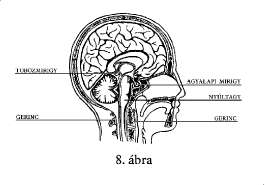 TOBOZMIRIGY
AGYALAPI MIRIGY
NYÚLTAGY
GERINC
GERINC
8. ábra